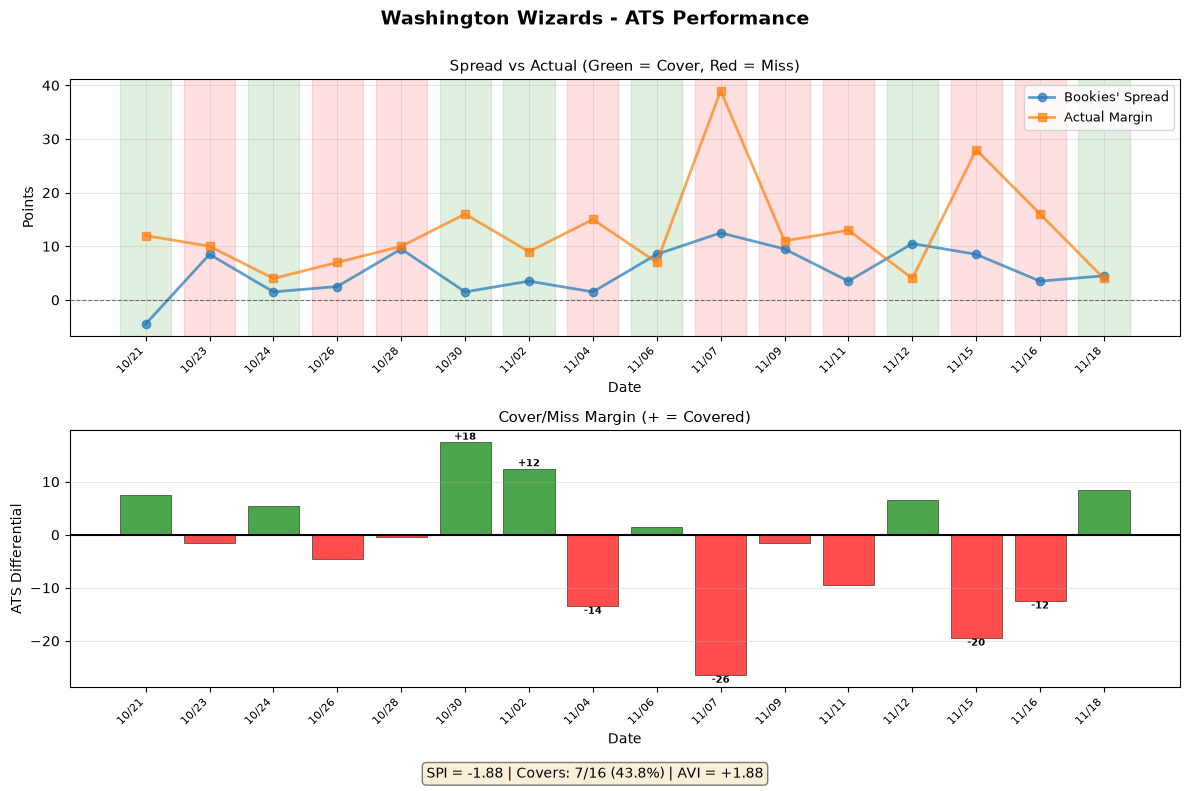 Washington Wizards - ATS Performance
Spread vs Actual (Green = Cover, Red = Miss)
Points
40
30
20
10
0
Bookies' Spread
Actual Margin
10/21 10/23 10/24 10/26 10/28 10/30 11/02 11/04 11/06 11/07 11/09 11/11 11/12 11/15 11/16 11/18
Date
Cover/Miss Margin (+ = Covered)
ATS Differential
10
0
−10
−20
+18
+12
-14
-26
-20
-12
10/21 10/23 10/24 10/26 10/28 10/30 11/02 11/04 11/06 11/07 11/09 11/11 11/12 11/15 11/16 11/18
Date
SPI = -1.88 | Covers: 7/16 (43.8%) | AVI = +1.88